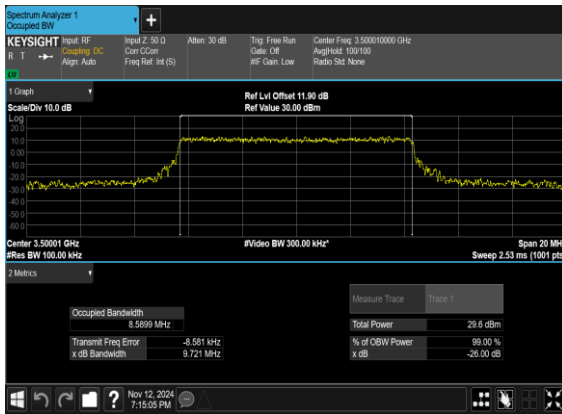 Spectrum Analyzer 1
Occupied BW
KEYSIGHT
R T
Input: RF
Coupling: DC
Align: Auto
Input Z: 50 Ω
Corr CCorr
Freq Ref: Int (S)
Atten: 30 dB
Trig: Free Run
Gate: Off
#IF Gain: Low
Center Freq: 3.500010000 GHz
Avg|Hold: 100/100
Radio Std: None
1 Graph
Scale/Div 10.0 dB
Ref Lvl Offset 11.90 dB
Ref Value 30.00 dBm
Log
20.0
10.0
0.00
-10.0
-20.0
-30.0
-40.0
-50.0
-60.0
Center 3.50001 GHz
#Res BW 100.00 kHz
#Video BW 300.00 kHz*
Span 20 MH
Sweep 2.53 ms (1001 pts
2 Metrics
Measure Trace
Trace 1
Occupied Bandwidth
8.5899 MHz
Total Power
29.6 dBm
Transmit Freq Error
-8.581 kHz
% of OBW Power
99.00 %
x dB Bandwidth
9.721 MHz
x dB
-26.00 dB
?
Nov 12, 2024
7:15:05 PM